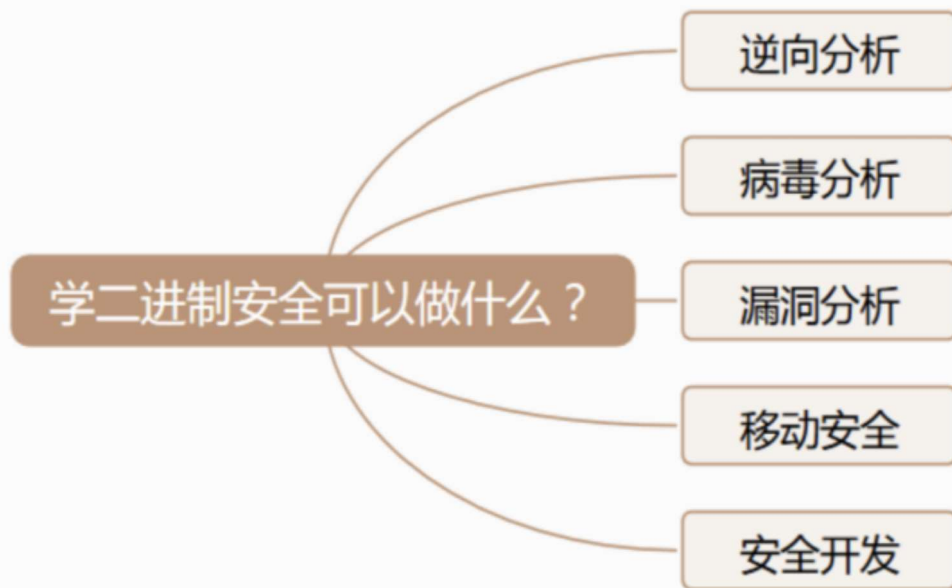 逆向分析
病毒分析
学二进制安全可以做什么？
漏洞分析
移动安全
安全开发